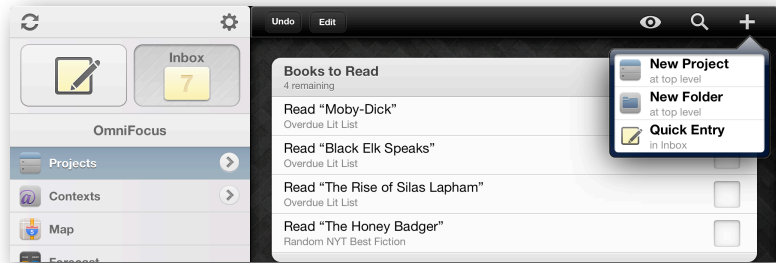 Inbox
7
OmniFocus
Projects
Contexts
Map
5
Forecast
Undo
Edit
Books to Read
4 remaining
Read “Moby-Dick”
Overdue Lit List
Read “Black Elk Speaks”
Overdue Lit List
Read “The Rise of Silas Lapham”
Overdue Lit List
Read “The Honey Badger”
Random NYT Best Fiction
New Project
at top level
New Folder
at top level
Quick Entry
in Inbox